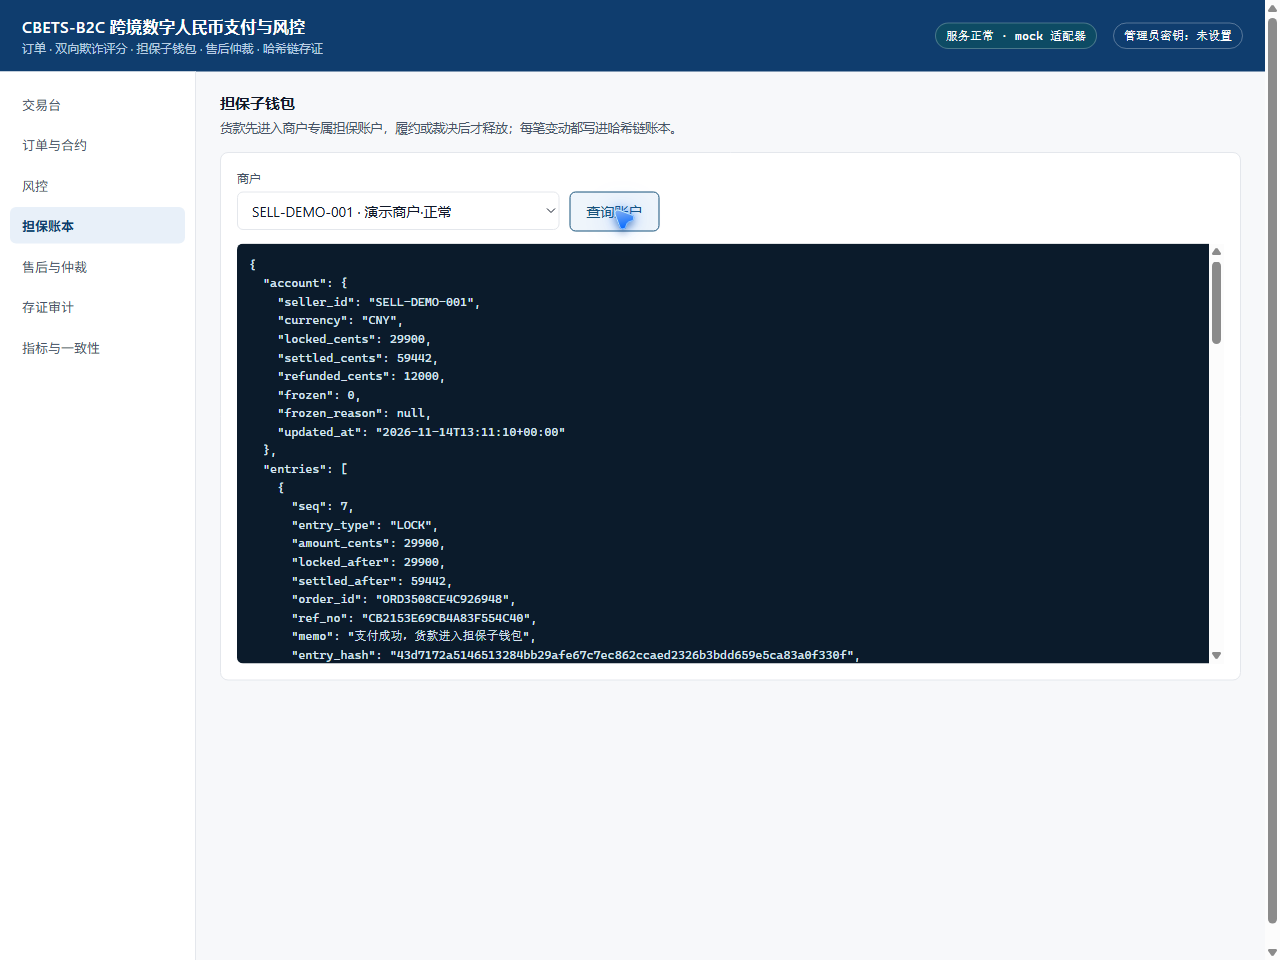 CBETS-B2C 跨境数字人民币支付与风控
订单 · 双向欺诈评分 · 担保子钱包 · 售后仲裁 · 哈希链存证
服务正常 · mock 适配器
管理员密钥：未设置
交易台
订单与合约
风控
担保账本
售后与仲裁
存证审计
指标与一致性
担保子钱包
货款先进入商户专属担保账户，履约或裁决后才释放；每笔变动都写进哈希链账本。
商户
SELL-DEMO-001 · 演示商户·正常
查询账户
{
"account": {
"seller_id": "SELL-DEMO-001",
"currency": "CNY",
"locked_cents": 29900,
"settled_cents": 59442,
"refunded_cents": 12000,
"frozen": 0,
"frozen_reason": null,
"updated_at": "2026-11-14T13:11:10+00:00"
},
"entries": [
{
"seq": 7,
"entry_type": "LOCK",
"amount_cents": 29900,
"locked_after": 29900,
"settled_after": 59442,
"order_id": "ORD3508CE4C926948",
"ref_no": "CB2153E69CB4A83F554C40",
"memo": "支付成功，货款进入担保子钱包",
"entry_hash": "43d7172a5146513284bb29afe67c7ec862ccaed2326b3bdd659e5ca83a0f330f",